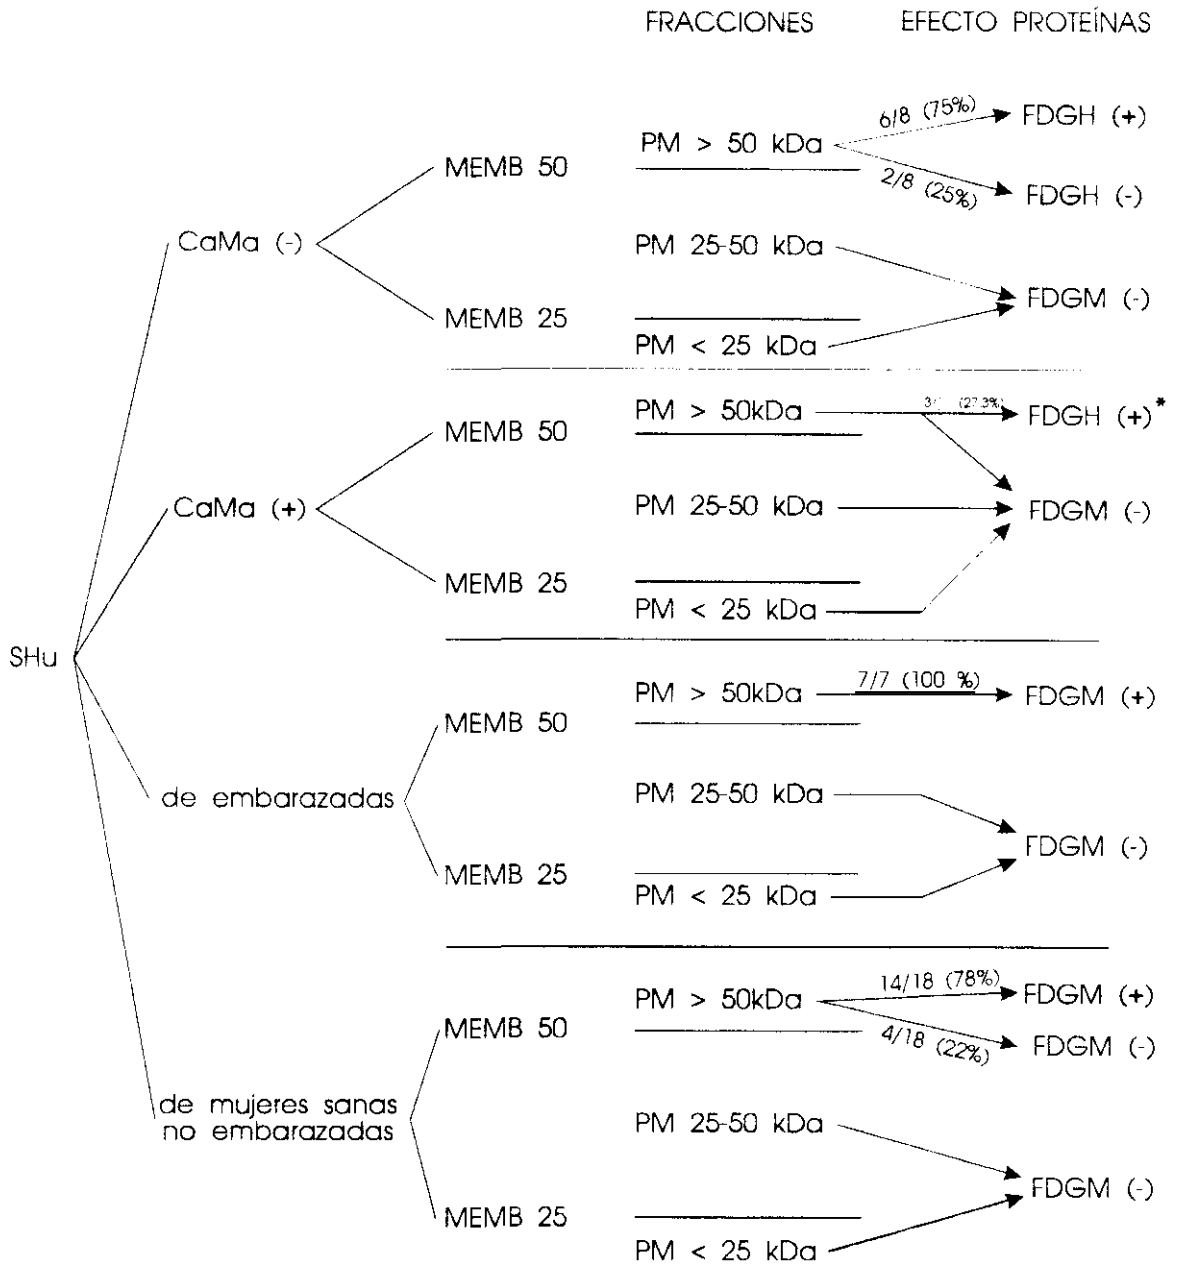 FRACCIONES EFECTO PROTEÍNAS
6/8 (75%)
FDGH (+)
PM > 50 kDa
MEMB 50
2/8 (25%)
FDGH (-)
CaMa (-)
PM 25-50 kDa
FDGM (-)
MEMB 25
PM < 25 kDa
PM > 50kDa
(27.3%)
FDGH (+)*
MEMB 50
CaMa (+)
PM 25-50 kDa
FDGM (-)
MEMB 25
PM < 25 kDa
SHu
PM > 50kDa
7/7 (100 %)
FDGM (+)
MEMB 50
de embarazadas
PM 25-50 kDa
FDGM (-)
MEMB 25
PM < 25 kDa
PM > 50kDa
14/18 (78%)
FDGM (+)
MEMB 50
4/18 (22%)
FDGM (-)
de mujeres sanas
no embarazadas
PM 25-50 kDa
FDGM (-)
MEMB 25
PM < 25 kDa